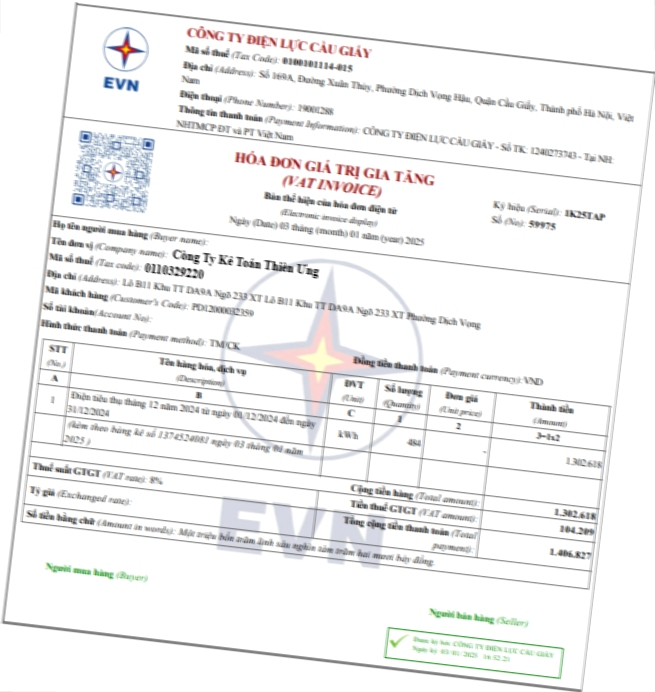 EVN
CÔNG TY ĐIỆN LỰC CẦU GIẤY
Mã số thuế (Tax Code): 0100101114-015
Địa chỉ (Address): Số 169A, Đường Xuân Thủy, Phường Dịch Vọng Hậu, Quận Cầu Giấy, Thành phố Hà Nội, Việt
Nam
Điện thoại (Phone Number): 19001288
Thông tin thanh toán (Payment Information): CÔNG TY ĐIỆN LỰC CẦU GIẤY - Số TK: 1240273743 - Tại NH:
NHTMCP ĐT và PT Việt Nam
HÓA ĐƠN GIÁ TRỊ GIA TĂNG
(VAT INVOICE)
Bản thể hiện của hóa đơn điện tử
(Electronic invoice display)
Ngày (Date) 03 tháng (month) 01 năm (year) 2025
Ký hiệu (Serial): 1K25TAP
Số (No): 59975
Họ tên người mua hàng (Buyer name):
Tên đơn vị (Company name): Công Ty Kế Toán Thiên Ưng
Mã số thuế (Tax code): 0110329220
Địa chỉ (Address): Lô B11 Khu TT DA9A Ngõ 233 XT Lô B11 Khu TT DA9A Ngõ 233 XT Phường Dịch Vọng
Mã khách hàng (Customer's Code): PD12000032359
Số tài khoản(Account No):
Hình thức thanh toán (Payment method): TM/CK
Đồng tiền thanh toán (Payment currency): VND
STT (No.) Tên hàng hóa, dịch vụ (Description) ĐVT (Unit) Số lượng (Quantity) Đơn giá (Unit price) Thành tiền (Amount)
A B C 1 2 3=1x2
1 Điện tiêu thụ tháng 12 năm 2024 từ ngày 01/12/2024 đến ngày
31/12/2024 kWh 484 - 1.302.618
(kèm theo bảng kê số 1374524081 ngày 03 tháng 01 năm
2025 )
Cộng tiền hàng (Total amount): 1.302.618
Thuế suất GTGT (VAT rate): 8% Tiền thuế GTGT (VAT amount): 104.209
Tỷ giá (Exchanged rate): Tổng cộng tiền thanh toán (Total
payment): 1.406.827
Số tiền bằng chữ (Amount in words): Một triệu bốn trăm linh sáu nghìn tám trăm hai mươi bảy đồng.
EVN
Người mua hàng (Buyer)
Người bán hàng (Seller)
Được ký bởi CÔNG TY ĐIỆN LỰC CẦU GIẤY
Ngày ký 03/01/2025